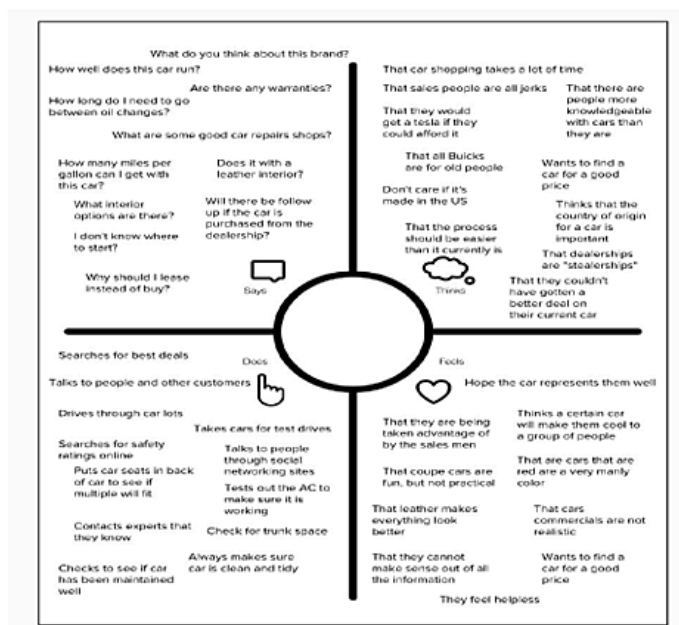 What do you think about this brand?
How well does this car run?
Are there any warranties?
How long do I need to go
between oil changes?
What are some good car repairs shops?
How many miles per
gallon can I get with
this car?
Does it with a
leather interior?
What interior
options are there?
Will there be follow
up if the car is
purchased from the
dealership?
I don't know where
to start?
Why should I lease
instead of buy?
Says
That car shopping takes a lot of time
That sales people are all jerks
That there are
people more
knowledgeable
with cars than
they are
That they would
get a tesla if they
could afford it
That all Buicks
are for old people
Wants to find a
car for a good
price
Don't care if it's
made in the US
Thinks that the
country of origin
for a car is
important
That the process
should be easier
than it currently is
That dealerships
are "stealerships"
Thinks
That they couldn't
have gotten a
better deal on
their current car
Searches for best deals
Does
Talks to people and other customers
Drives through car lots
Takes cars for test drives
Searches for safety
ratings online
Talks to people
through social
networking sites
Puts car seats in back
of car to see if
multiple will fit
Tests out the AC to
make sure it is
working
Contacts experts that
they know
Check for trunk space
Always makes sure
car is clean and tidy
Checks to see if car
has been maintained
well
Feels
Hope the car represents them well
That they are being
taken advantage of
by the sales men
Thinks a certain car
will make them cool to
a group of people
That coupe cars are
fun, but not practical
That are cars that are
red are a very manly
color
That leather makes
everything look
better
That cars
commercials are not
realistic
That they cannot
make sense out of all
the information
Wants to find a
car for a good
price
They feel helpless